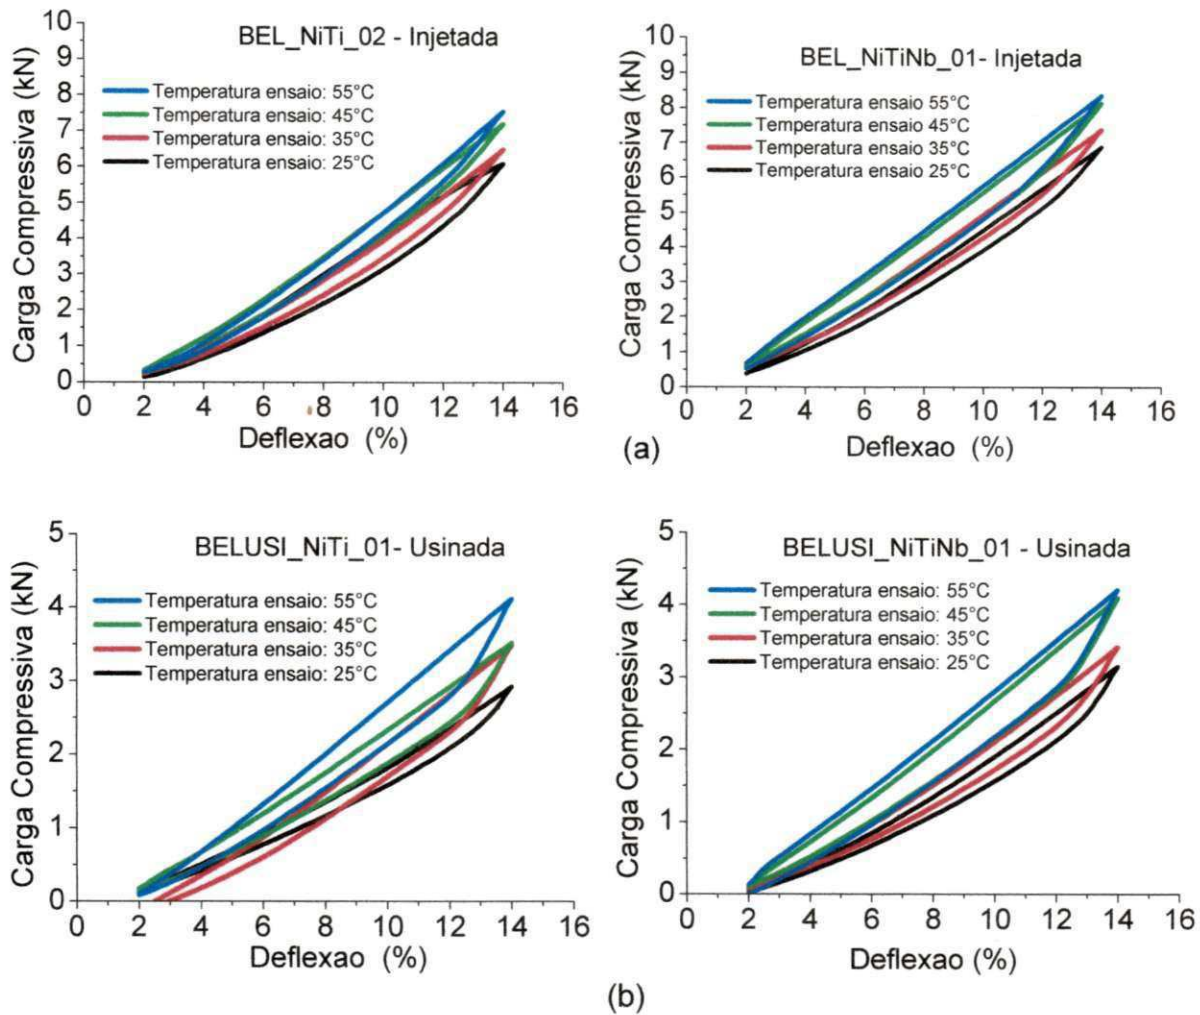 BEL_NiTi_02 - Injetada
Temperatura ensaio: 55°C
Temperatura ensaio: 45°C
Temperatura ensaio: 35°C
Temperatura ensaio: 25°C
Carga Compressiva (kN)
10
9
8
7
6
5
4
3
2
1
0
0 2 4 6 8 10 12 14 16
Deflexao (%)
BEL_NiTiNb_01- Injetada
Temperatura ensaio 55°C
Temperatura ensaio 45°C
Temperatura ensaio 35°C
Temperatura ensaio 25°C
Carga Compressiva (kN)
10
9
8
7
6
5
4
3
2
1
0
0 2 4 6 8 10 12 14 16
Deflexao (%)
(a)
BELUSI_NiTi_01- Usinada
Temperatura ensaio: 55°C
Temperatura ensaio: 45°C
Temperatura ensaio: 35°C
Temperatura ensaio: 25°C
Carga Compressiva (kN)
5
4
3
2
1
0
0 2 4 6 8 10 12 14 16
Deflexao (%)
BELUSI_NiTiNb_01 - Usinada
Temperatura ensaio: 55°C
Temperatura ensaio: 45°C
Temperatura ensaio: 35°C
Temperatura ensaio: 25°C
Carga Compressiva (kN)
5
4
3
2
1
0
0 2 4 6 8 10 12 14 16
Deflexao (%)
(b)